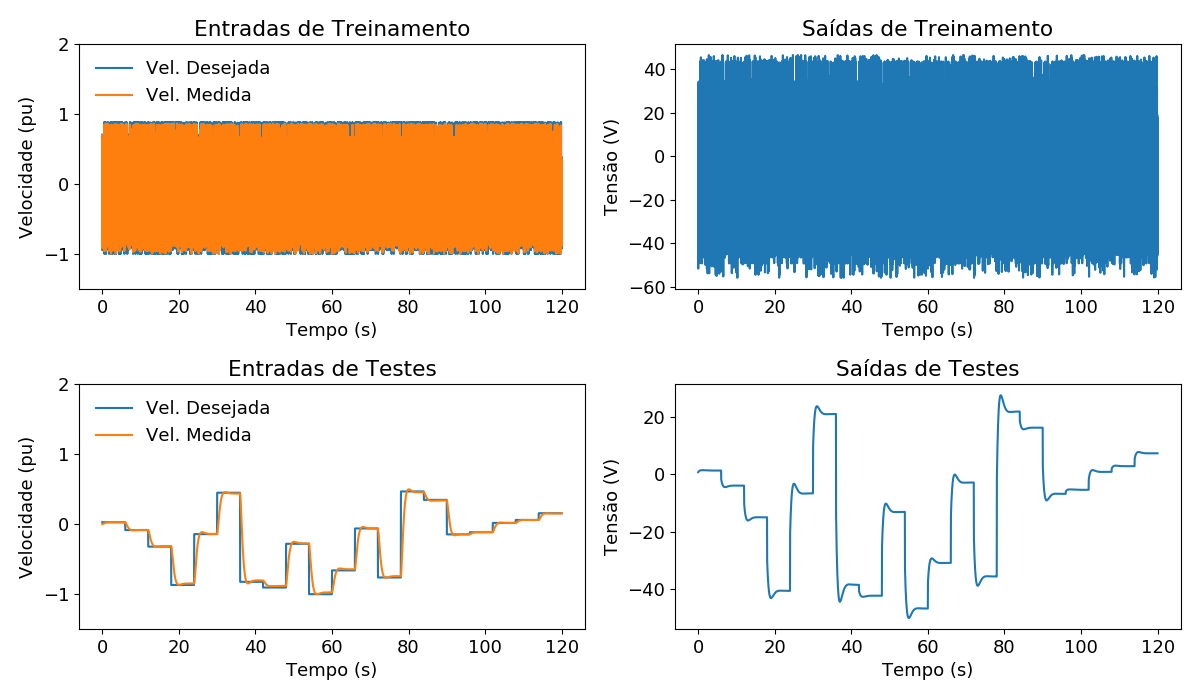 Entradas de Treinamento
Velocidade (pu)
2
1
0
−1
Vel. Desejada
Vel. Medida
0 20 40 60 80 100 120
Tempo (s)
Saídas de Treinamento
Tensão (V)
40
20
0
−20
−40
−60
0 20 40 60 80 100 120
Tempo (s)
Entradas de Testes
Velocidade (pu)
2
1
0
−1
Vel. Desejada
Vel. Medida
0 20 40 60 80 100 120
Tempo (s)
Saídas de Testes
Tensão (V)
20
0
−20
−40
0 20 40 60 80 100 120
Tempo (s)